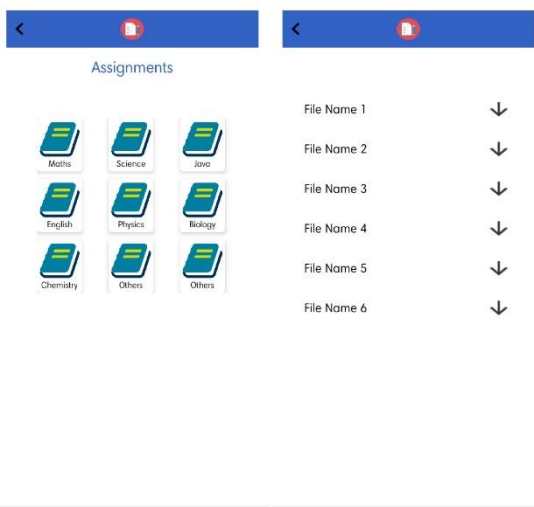 Assignments
Maths Science Java
English Physics Biology
Chemistry Others Others
File Name 1
File Name 2
File Name 3
File Name 4
File Name 5
File Name 6